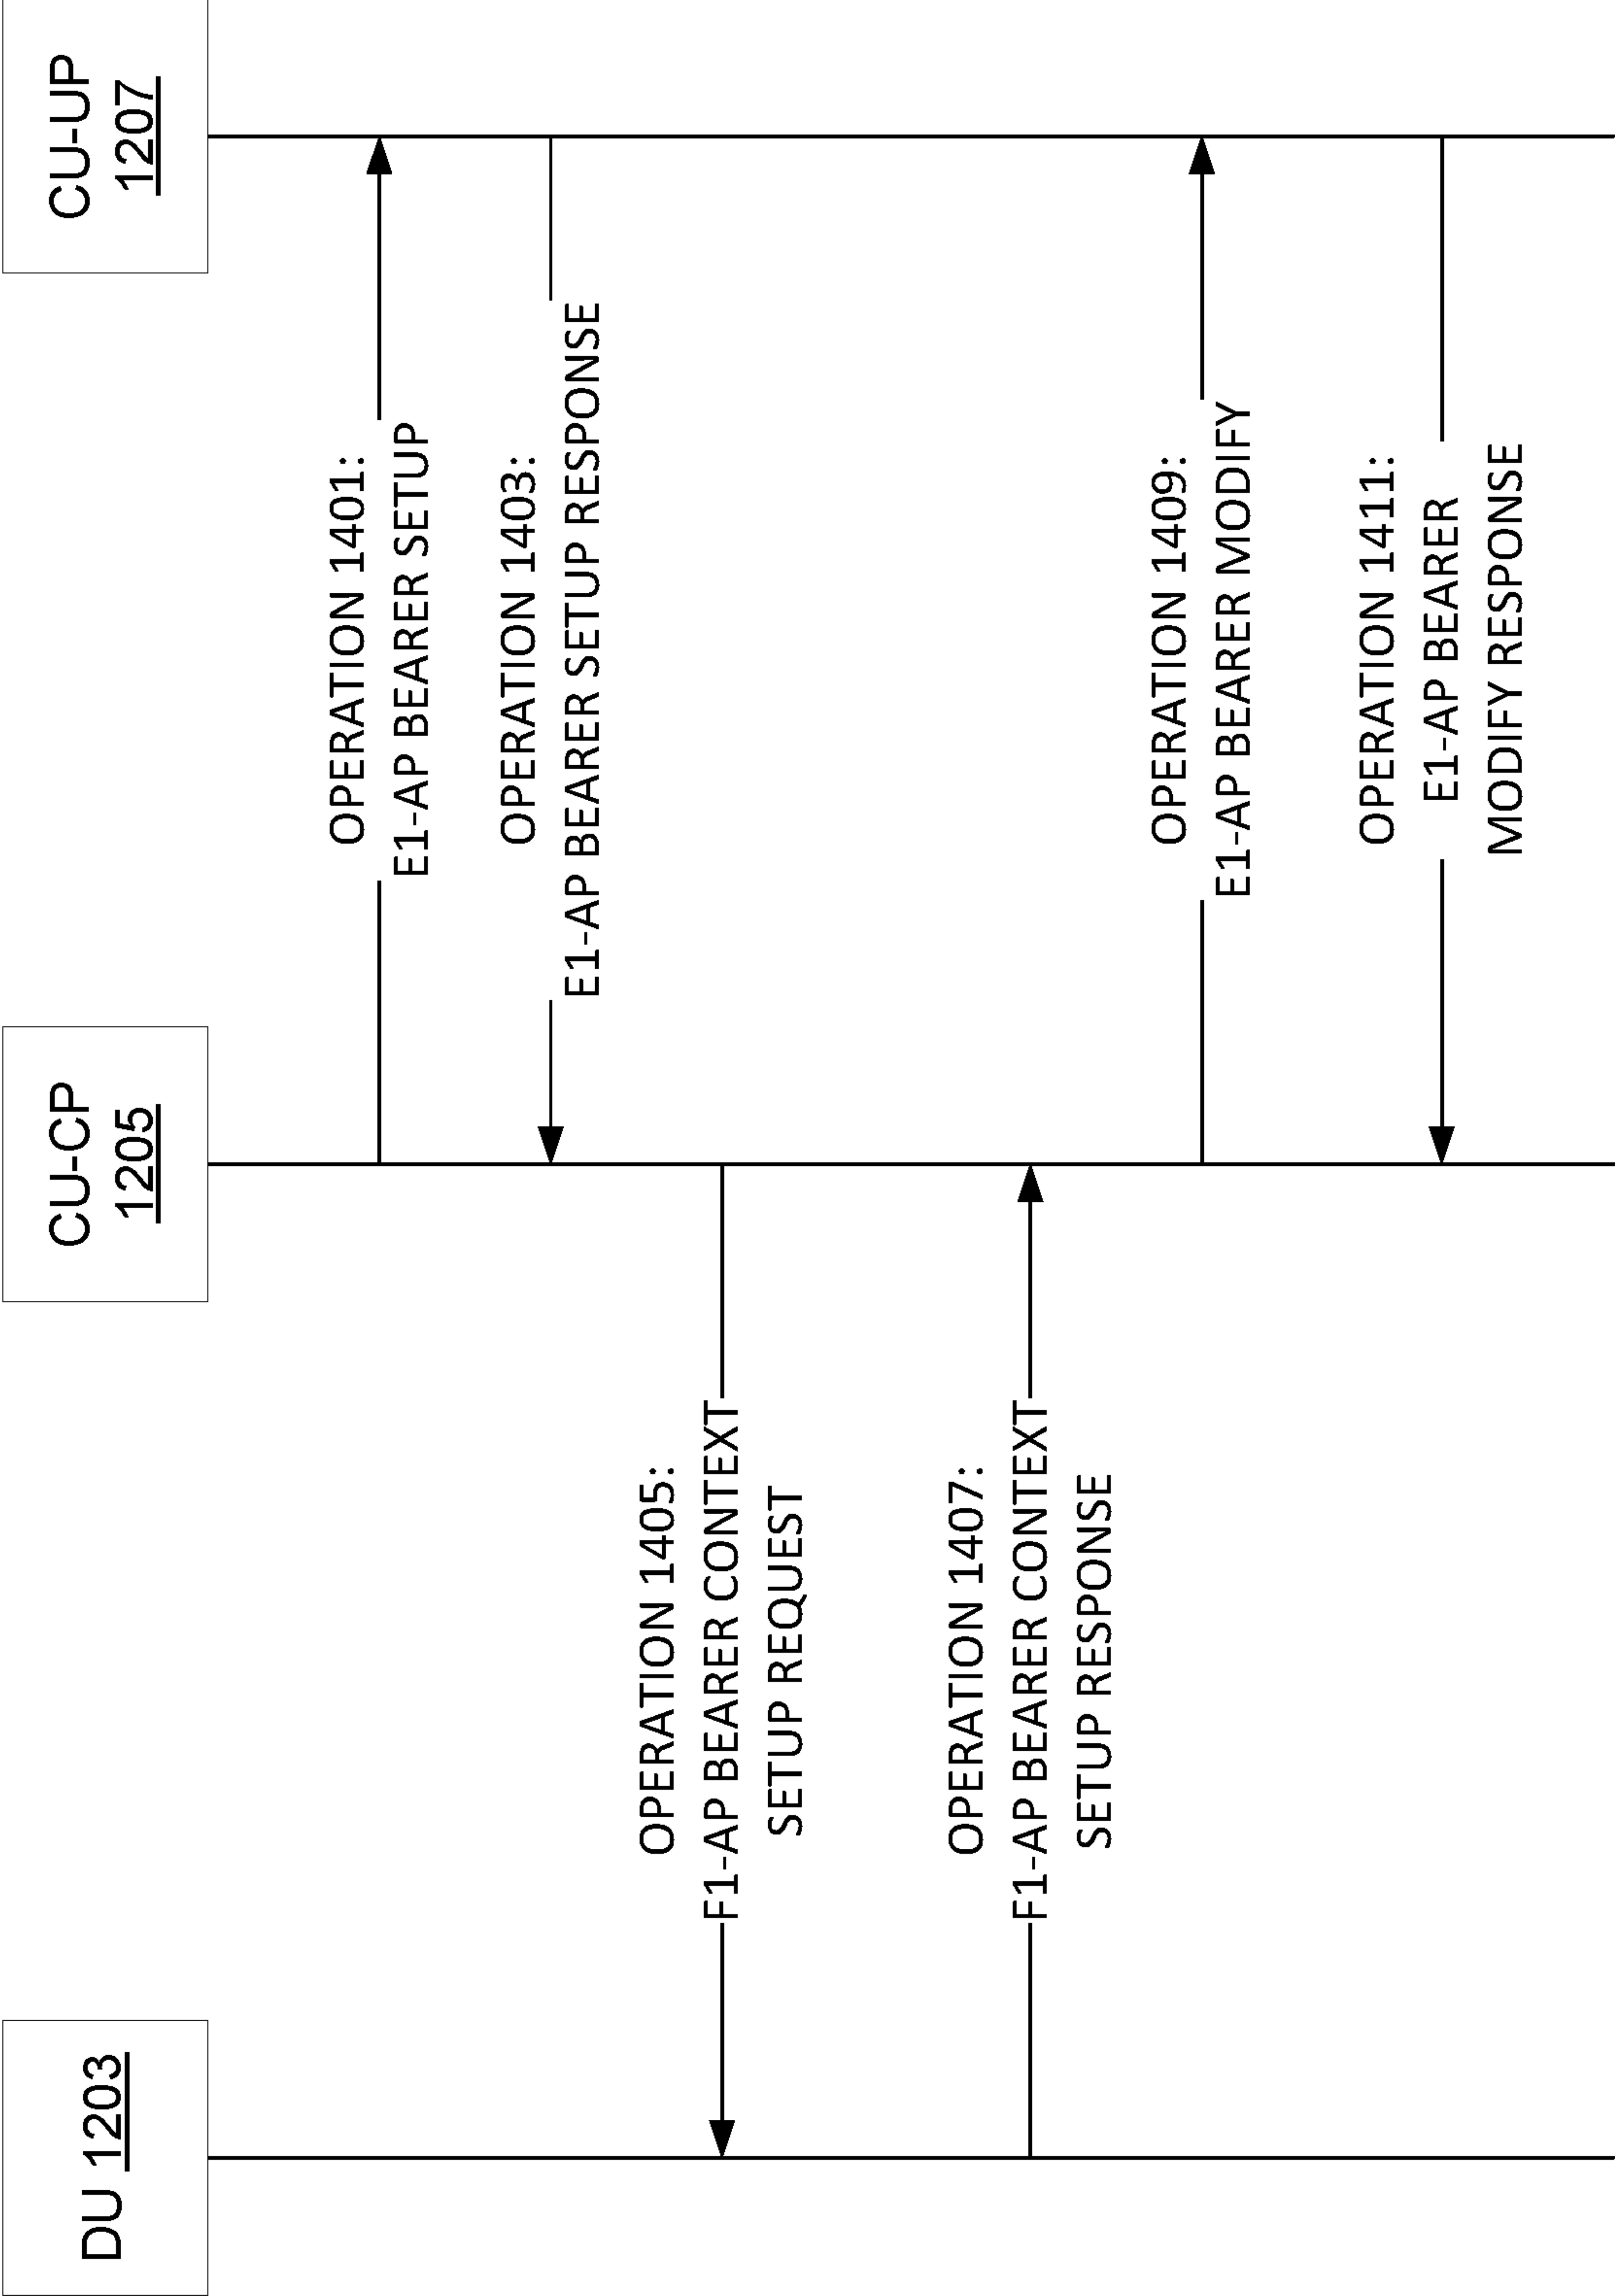 DU 1203
CU-CP
1205
CU-UP
1207
OPERATION 1401:
E1-AP BEARER SETUP
OPERATION 1403:
E1-AP BEARER SETUP RESPONSE
OPERATION 1405:
F1-AP BEARER CONTEXT
SETUP REQUEST
OPERATION 1407:
F1-AP BEARER CONTEXT
SETUP RESPONSE
OPERATION 1409:
E1-AP BEARER MODIFY
OPERATION 1411:
E1-AP BEARER
MODIFY RESPONSE